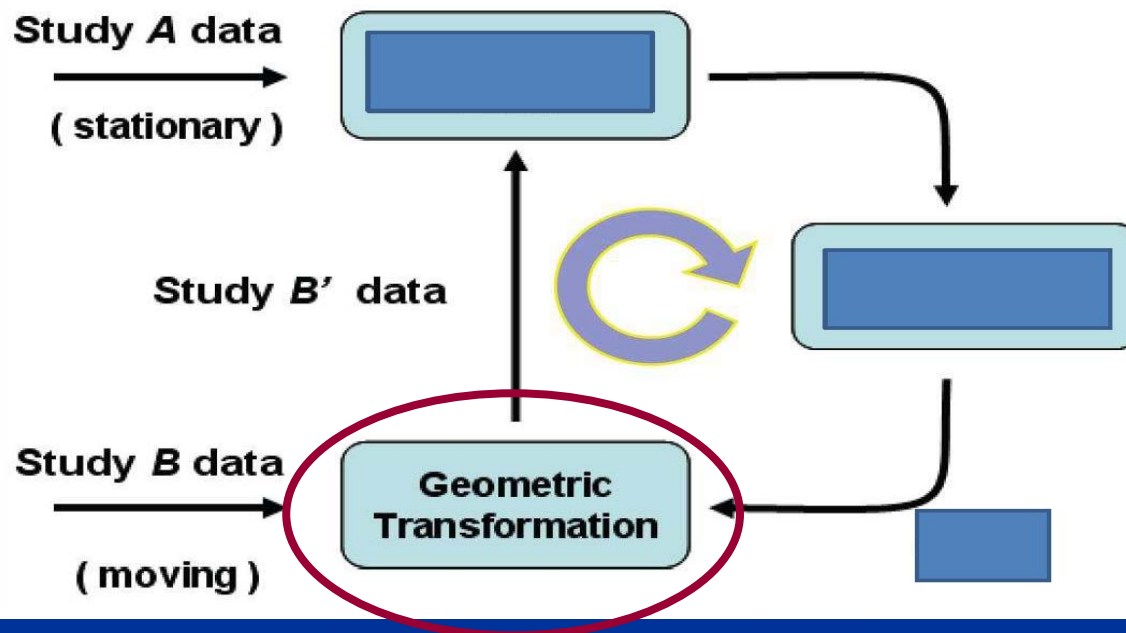 Study A data
( stationary )
Study B′ data
Study B data
( moving )
Geometric
Transformation